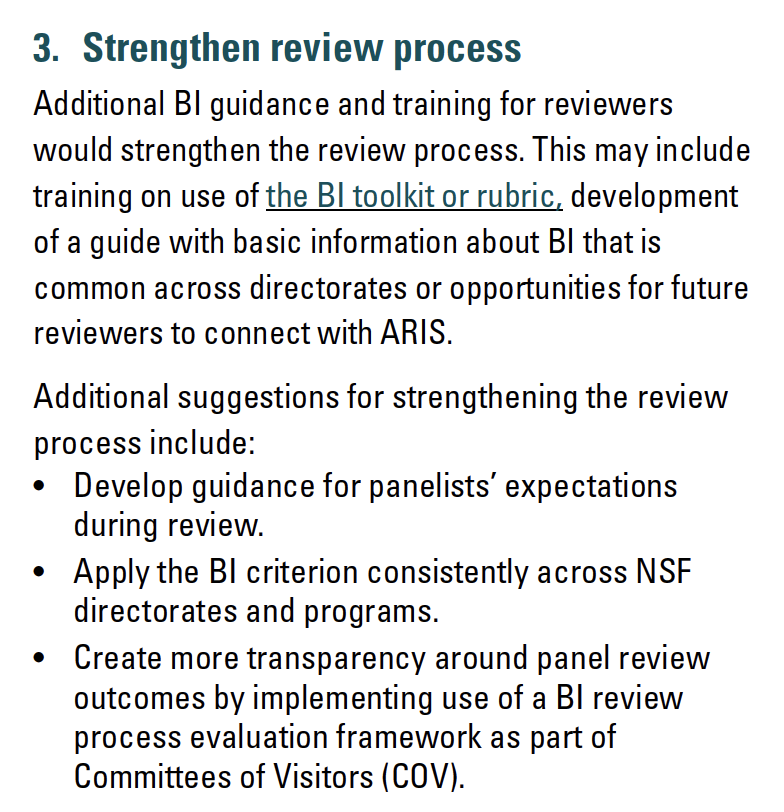 3. Strengthen review process
Additional BI guidance and training for reviewers
would strengthen the review process. This may include
training on use of the BI toolkit or rubric, development
of a guide with basic information about BI that is
common across directorates or opportunities for future
reviewers to connect with ARIS.
Additional suggestions for strengthening the review
process include:
• Develop guidance for panelists’ expectations
during review.
• Apply the BI criterion consistently across NSF
directorates and programs.
• Create more transparency around panel review
outcomes by implementing use of a BI review
process evaluation framework as part of
Committees of Visitors (COV).